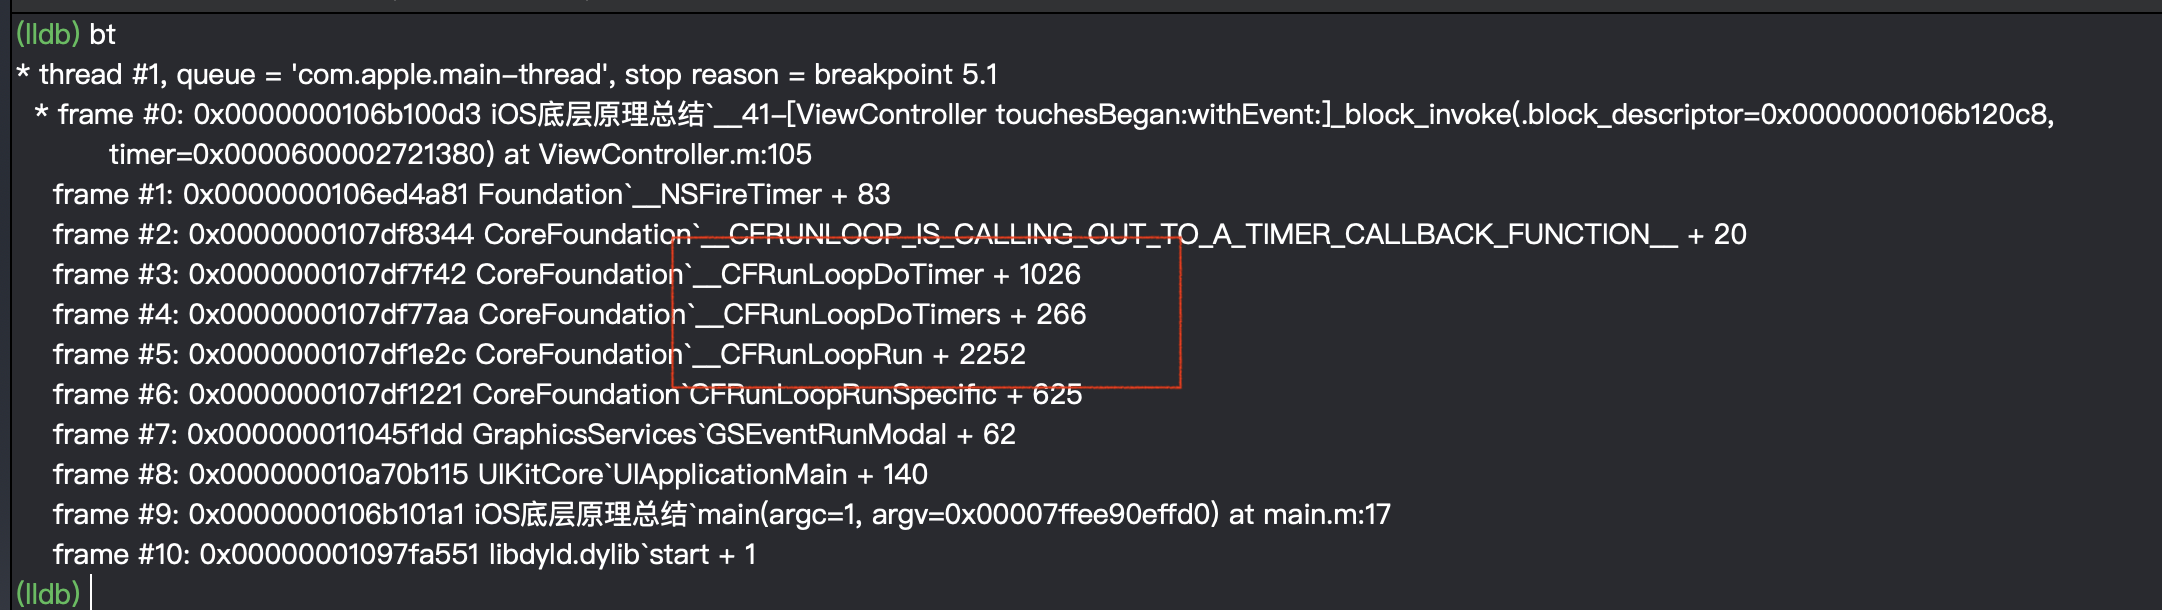 (lldb) bt
* thread #1, queue = 'com.apple.main-thread', stop reason = breakpoint 5.1
* frame #0: 0x0000000106b100d3 iOS底层原理总结`__41-[ViewController touchesBegan:withEvent:]_block_invoke(.block_descriptor=0x0000000106b120c8,
timer=0x0000600002721380) at ViewController.m:105
frame #1: 0x0000000106ed4a81 Foundation`__NSFireTimer + 83
frame #2: 0x0000000107df8344 CoreFoundation`__CFRUNLOOP_IS_CALLING_OUT_TO_A_TIMER_CALLBACK_FUNCTION__ + 20
frame #3: 0x0000000107df7f42 CoreFoundation`__CFRunLoopDoTimer + 1026
frame #4: 0x0000000107df77aa CoreFoundation`__CFRunLoopDoTimers + 266
frame #5: 0x0000000107df1e2c CoreFoundation`__CFRunLoopRun + 2252
frame #6: 0x0000000107df1221 CoreFoundation`CFRunLoopRunSpecific + 625
frame #7: 0x000000011045f1dd GraphicsServices`GSEventRunModal + 62
frame #8: 0x000000010a70b115 UIKitCore`UIApplicationMain + 140
frame #9: 0x0000000106b101a1 iOS底层原理总结`main(argc=1, argv=0x00007ffee90effd0) at main.m:17
frame #10: 0x00000001097fa551 libdyld.dylib`start + 1
(lldb)